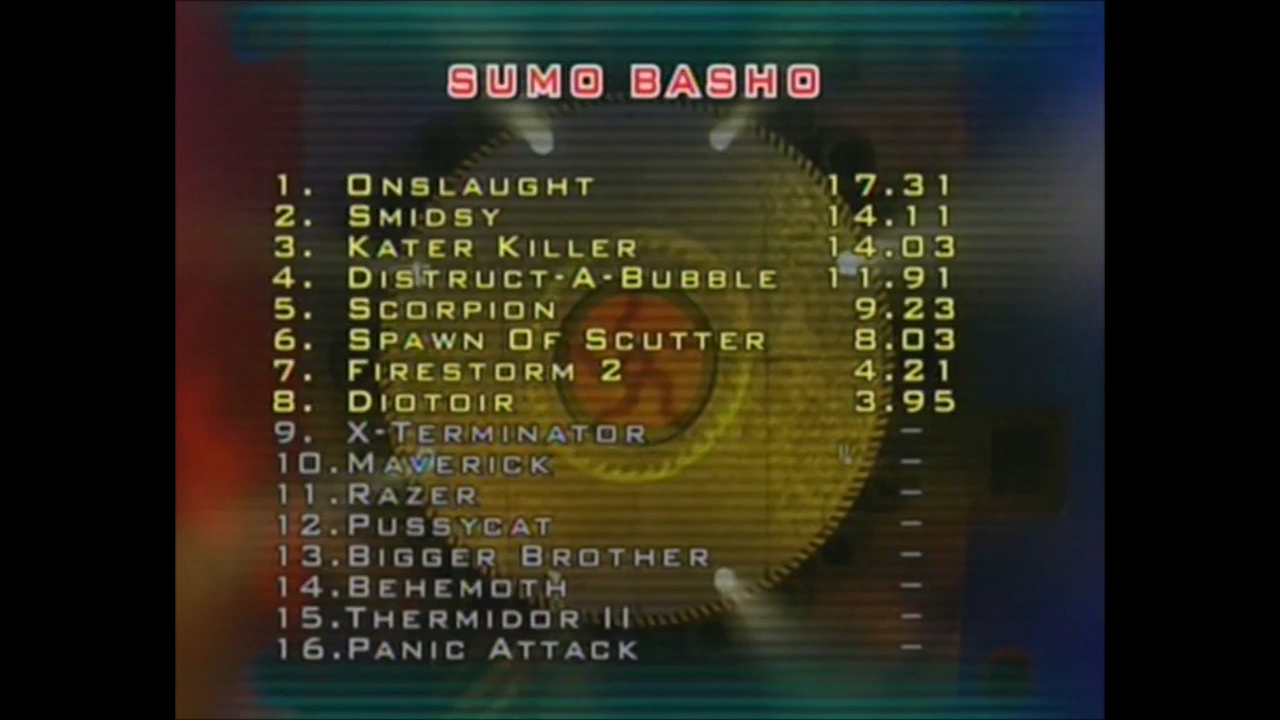 SUMO BASHO
1. ONSLAUGHT 17.31
2. SMIDSY 14.11
3. KATER KILLER 14.03
4. DISTRUCT-A-BUBBLE 11.91
5. SCORPION 9.23
6. SPAWN OF SCUTTER 8.03
7. FIRESTORM 2 4.21
8. DIOTOIR 3.95
9. X-TERMINATOR –
10. MAVERICK –
11. RAZER –
12. PUSSYCAT –
13. BIGGER BROTHER –
14. BEHEMOTH –
15. THERMIDOR II –
16. PANIC ATTACK –